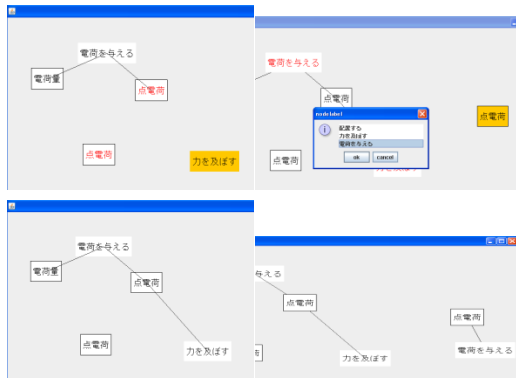 電荷を与える
電荷量
点電荷
点電荷
力を及ぼす
電荷を与える
点電荷
点電荷
node label
配置する
力を及ぼす
電荷を与える
ok
cancel
点電荷
電荷を与える
電荷量
点電荷
点電荷
力を及ぼす
与える
点電荷
点電荷
力を及ぼす
電荷を与える